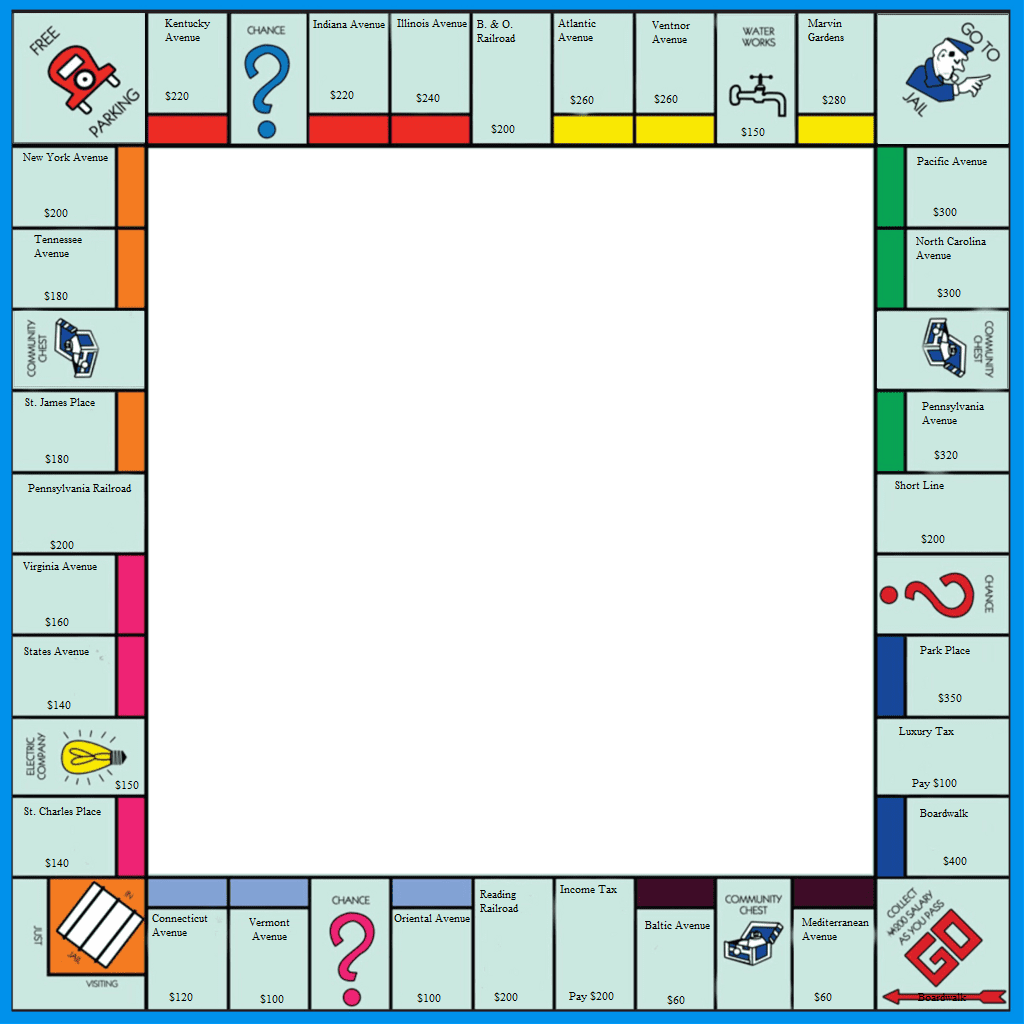 FREE
PARKING
Kentucky
Avenue
$220
CHANCE
?
Indiana Avenue
$220
Illinois Avenue
$240
B. & O.
Railroad
$200
Atlantic
Avenue
$260
Ventnor
Avenue
$260
WATER
WORKS
$150
Marvin
Gardens
$280
GO TO
JAIL
New York Avenue
$200
Tennessee
Avenue
$180
COMMUNITY
CHEST
St. James Place
$180
Pennsylvania Railroad
$200
Virginia Avenue
$160
States Avenue
$140
ELECTRIC
COMPANY
$150
St. Charles Place
$140
Pacific Avenue
$300
North Carolina
Avenue
$300
COMMUNITY
CHEST
Pennsylvania
Avenue
$320
Short Line
$200
CHANCE
?
Park Place
$350
Luxury Tax
Pay $100
Boardwalk
$400
JUST
VISITING
IN
JAIL
Connecticut
Avenue
$120
Vermont
Avenue
$100
CHANCE
?
Oriental Avenue
$100
Reading
Railroad
$200
Income Tax
Pay $200
Baltic Avenue
$60
COMMUNITY
CHEST
Mediterranean
Avenue
$60
COLLECT
M200 SALARY
AS YOU PASS
GO
Boardwalk